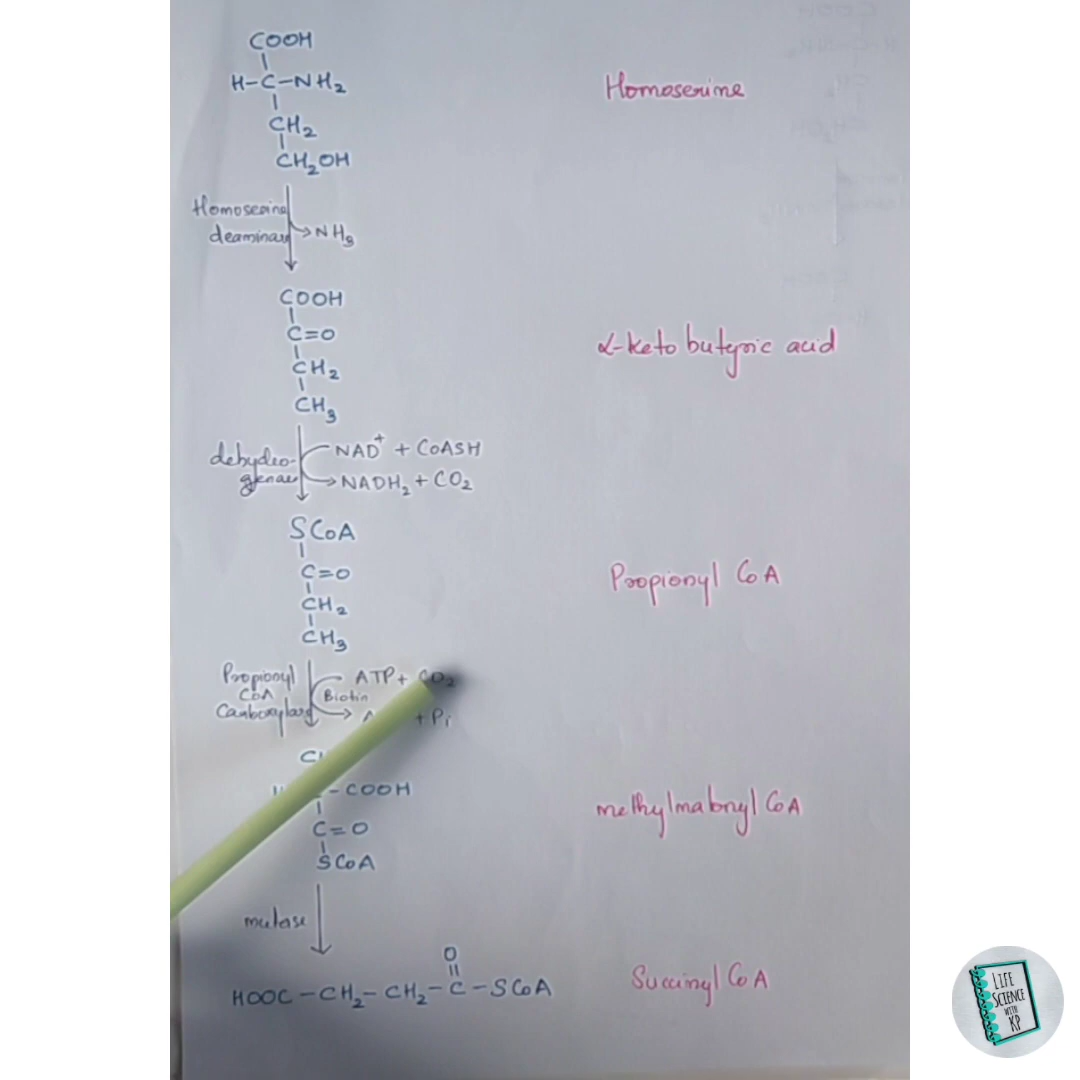 COOH
H-C-NH₂
CH₂
CH₂OH
Homoserine
Homoserine
deaminase
→NH₃
COOH
C=O
CH₂
CH₃
α-keto butyric acid
dehydro-
genase
NAD⁺ + CoASH
→NADH₂ + CO₂
SCoA
C=O
CH₂
CH₃
Propionyl CoA
Propionyl
CoA
Carboxylase
ATP + CO₂
Biotin
+ Pi
-COOH
C=O
SCoA
methylmalonyl CoA
mutase
O
HOOC-CH₂-CH₂-C-SCoA
Succinyl CoA
LIFE
SCIENCE
WITH
KP